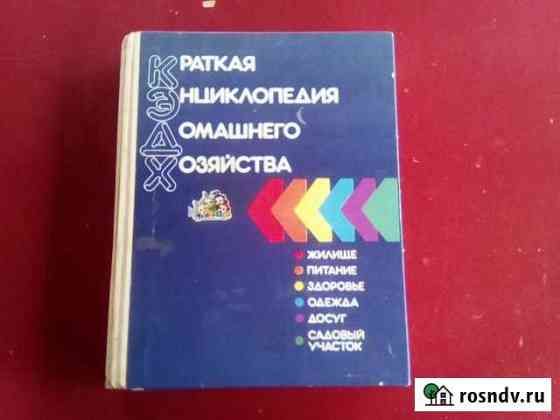 КРАТКАЯ
ЭНЦИКЛОПЕДИЯ
ДОМАШНЕГО
ХОЗЯЙСТВА
ЖИЛИЩЕ
ПИТАНИЕ
ЗДОРОВЬЕ
ОДЕЖДА
ДОСУГ
САДОВЫЙ
УЧАСТОК
rosndv.ru